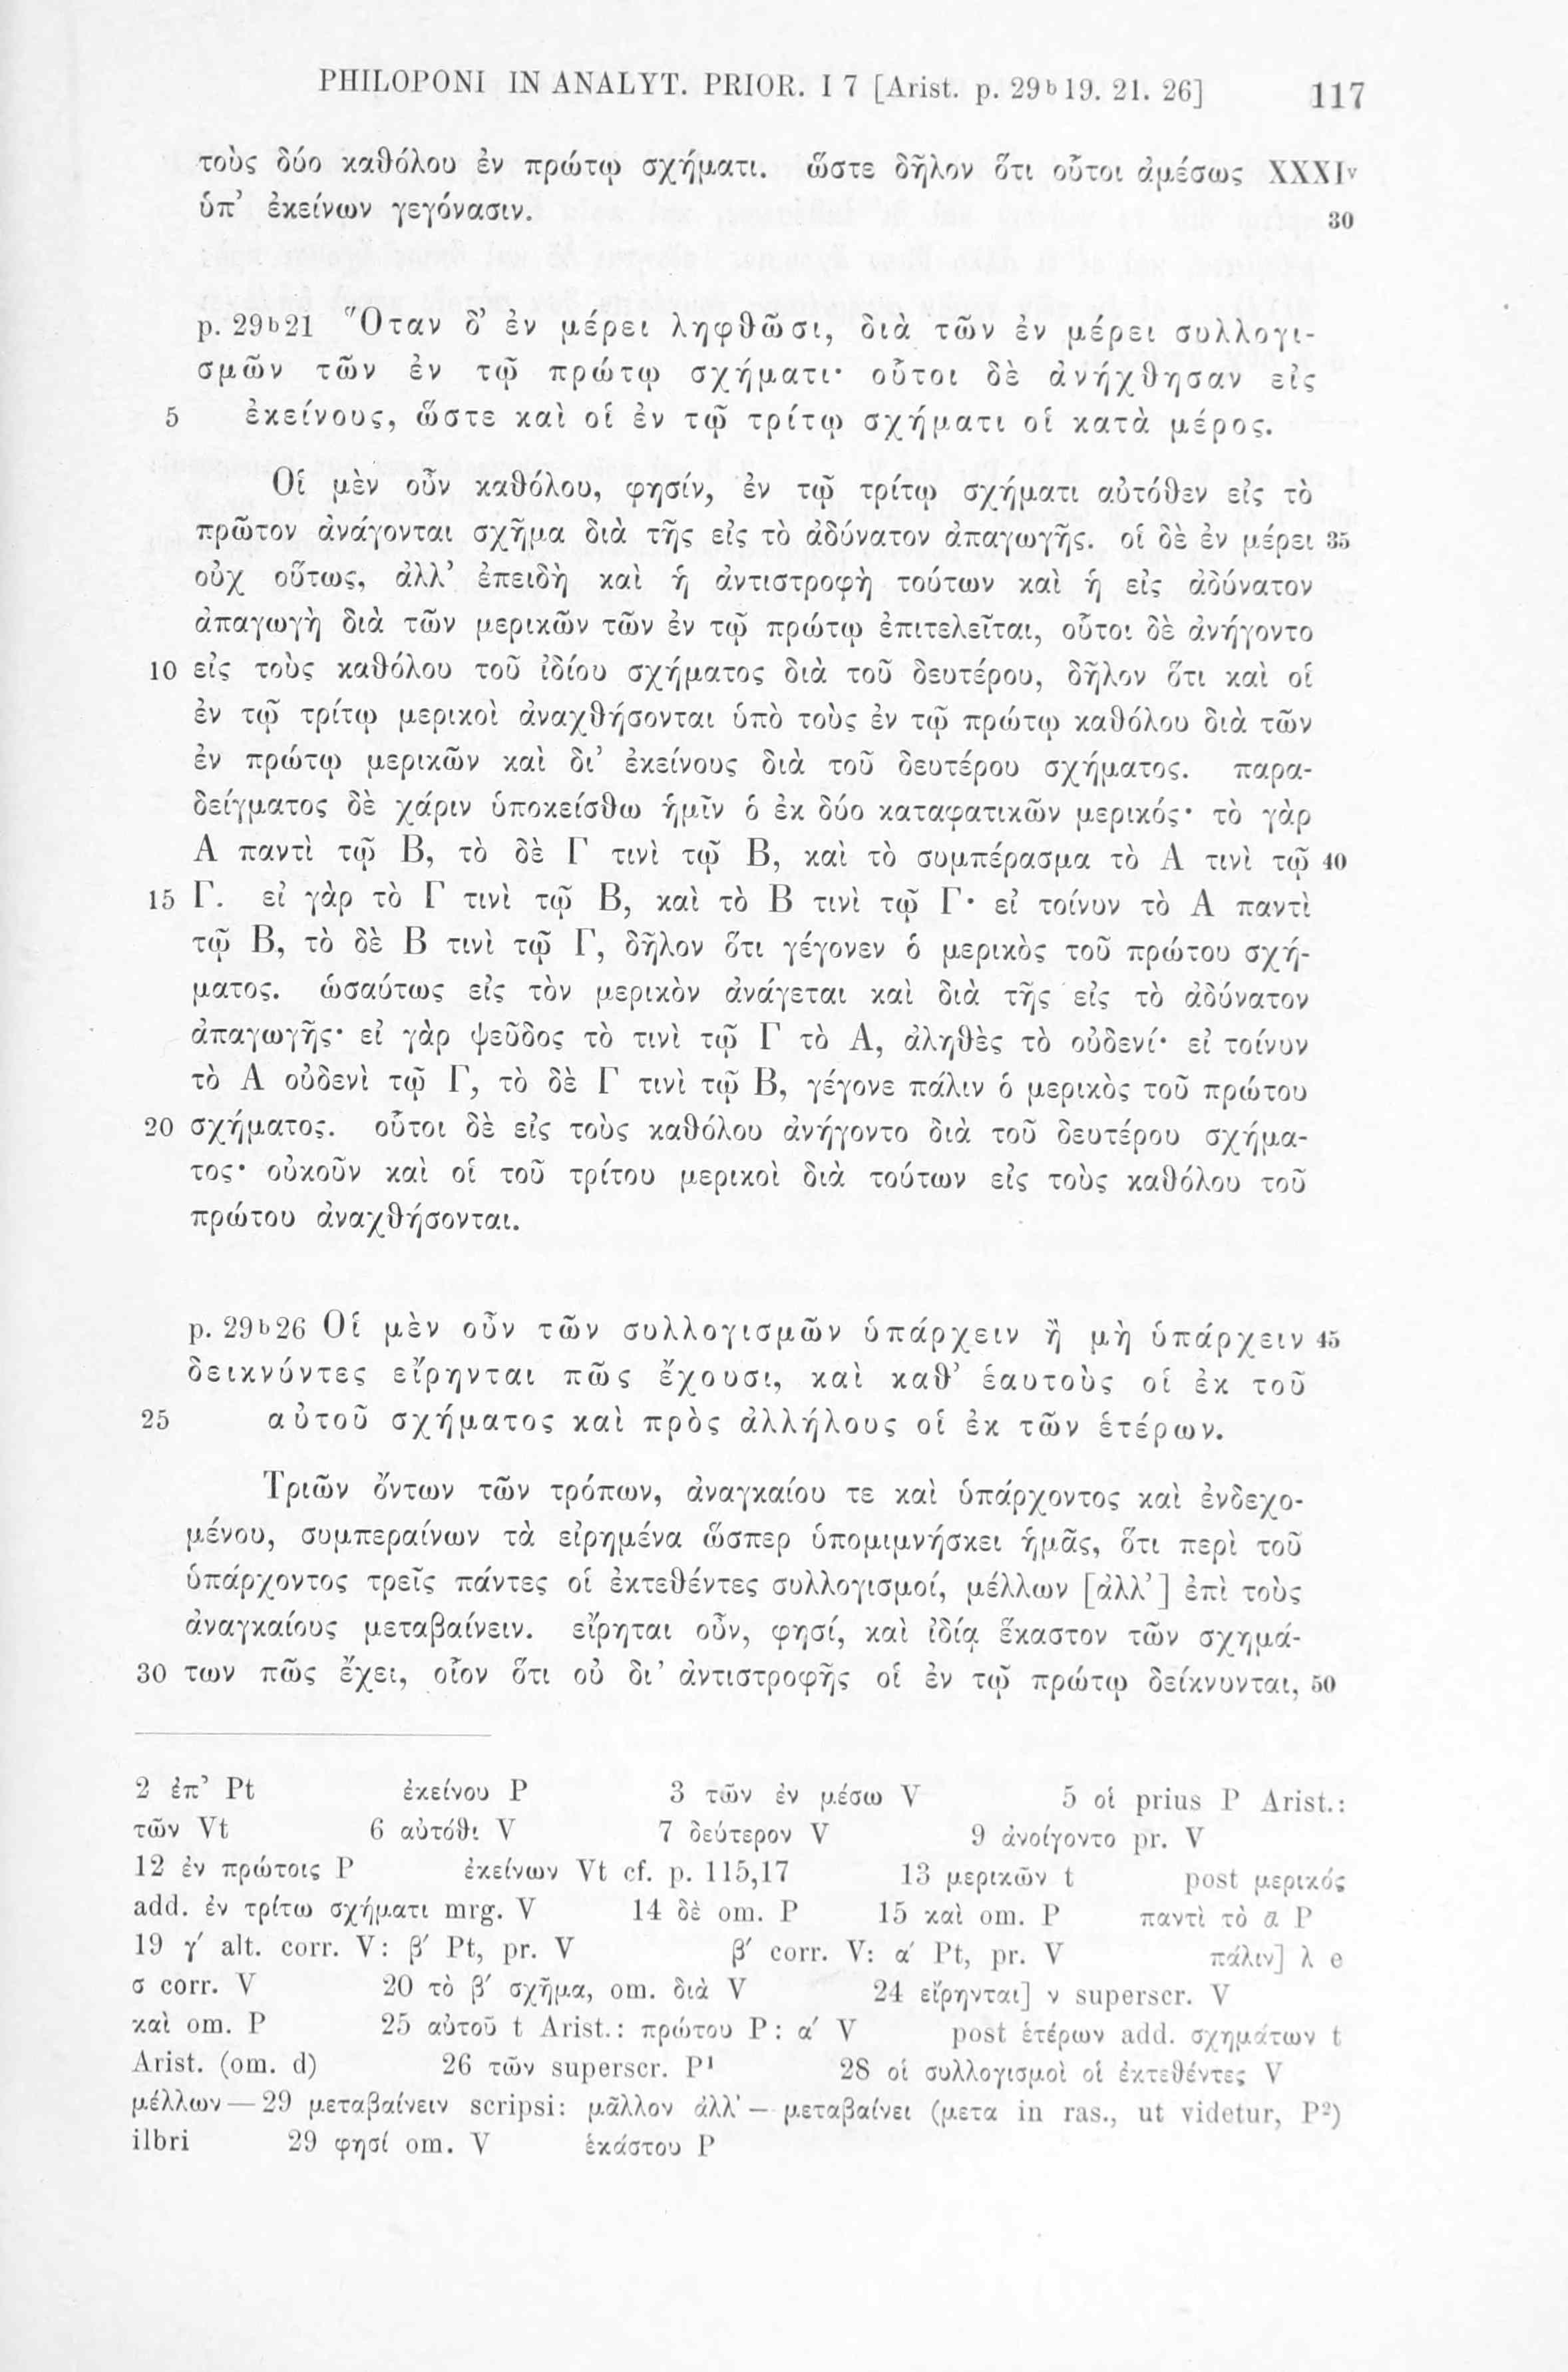 PHILOPONI IN ANALYT. PRIOR. I 7 [Arist. p. 29b19. 21. 26] 117
τοὺς δύο καθόλου ἐν πρώτῳ σχήματι. ὥστε δῆλον ὅτι οὗτοι ἀμέσως XXXIv
ὑπ’ ἐκείνων γεγόνασιν. 30
p. 29b21 Ὅταν δ’ ἐν μέρει ληφθῶσι, διὰ τῶν ἐν μέρει συλλογι-
σμῶν τῶν ἐν τῷ πρώτῳ σχήματι· οὗτοι δὲ ἀνήχθησαν εἰς
5 ἐκείνους, ὥστε καὶ οἱ ἐν τῷ τρίτῳ σχήματι οἱ κατὰ μέρος.
Οἱ μὲν οὖν καθόλου, φησίν, ἐν τῷ τρίτῳ σχήματι αὐτόθεν εἰς τὸ
πρῶτον ἀνάγονται σχῆμα διὰ τῆς εἰς τὸ ἀδύνατον ἀπαγωγῆς. οἱ δὲ ἐν μέρει 35
οὐχ οὕτως, ἀλλ’ ἐπειδὴ καὶ ἡ ἀντιστροφὴ τούτων καὶ ἡ εἰς ἀδύνατον
ἀπαγωγὴ διὰ τῶν μερικῶν τῶν ἐν τῷ πρώτῳ ἐπιτελεῖται, οὗτοι δὲ ἀνήγοντο
10 εἰς τοὺς καθόλου τοῦ ἰδίου σχήματος διὰ τοῦ δευτέρου, δῆλον ὅτι καὶ οἱ
ἐν τῷ τρίτῳ μερικοὶ ἀναχθήσονται ὑπὸ τοὺς ἐν τῷ πρώτῳ καθόλου διὰ τῶν
ἐν πρώτῳ μερικῶν καὶ δι’ ἐκείνους διὰ τοῦ δευτέρου σχήματος. παρα-
δείγματος δὲ χάριν ὑποκείσθω ἡμῖν ὁ ἐκ δύο καταφατικῶν μερικός· τὸ γὰρ
Α παντὶ τῷ Β, τὸ δὲ Γ τινὶ τῷ Β, καὶ τὸ συμπέρασμα τὸ Α τινὶ τῷ 40
15 Γ. εἰ γὰρ τὸ Γ τινὶ τῷ Β, καὶ τὸ Β τινὶ τῷ Γ· εἰ τοίνυν τὸ Α παντὶ
τῷ Β, τὸ δὲ Β τινὶ τῷ Γ, δῆλον ὅτι γέγονεν ὁ μερικὸς τοῦ πρώτου σχή-
ματος. ὡσαύτως εἰς τὸν μερικὸν ἀνάγεται καὶ διὰ τῆς εἰς τὸ ἀδύνατον
ἀπαγωγῆς· εἰ γὰρ ψεῦδος τὸ τινὶ τῷ Γ τὸ Α, ἀληθὲς τὸ οὐδενί· εἰ τοίνυν
τὸ Α οὐδενὶ τῷ Γ, τὸ δὲ Γ τινὶ τῷ Β, γέγονε πάλιν ὁ μερικὸς τοῦ πρώτου
20 σχήματος. οὗτοι δὲ εἰς τοὺς καθόλου ἀνήγοντο διὰ τοῦ δευτέρου σχήμα-
τος· οὐκοῦν καὶ οἱ τοῦ τρίτου μερικοὶ διὰ τούτων εἰς τοὺς καθόλου τοῦ
πρώτου ἀναχθήσονται.
p. 29b26 Οἱ μὲν οὖν τῶν συλλογισμῶν ὑπάρχειν ἢ μὴ ὑπάρχειν 45
δεικνύντες εἴρηνται πῶς ἔχουσι, καὶ καθ’ ἑαυτοὺς οἱ ἐκ τοῦ
25 αὐτοῦ σχήματος καὶ πρὸς ἀλλήλους οἱ ἐκ τῶν ἑτέρων.
Τριῶν ὄντων τῶν τρόπων, ἀναγκαίου τε καὶ ὑπάρχοντος καὶ ἐνδεχο-
μένου, συμπεραίνων τὰ εἰρημένα ὥσπερ ὑπομιμνήσκει ἡμᾶς, ὅτι περὶ τοῦ
ὑπάρχοντος τρεῖς πάντες οἱ ἐκτεθέντες συλλογισμοί, μέλλων [ἀλλ’] ἐπὶ τοὺς
ἀναγκαίους μεταβαίνειν. εἴρηται οὖν, φησί, καὶ ἰδίᾳ ἕκαστον τῶν σχημά-
30 των πῶς ἔχει, οἷον ὅτι οὐ δι’ ἀντιστροφῆς οἱ ἐν τῷ πρώτῳ δείκνυνται, 50
2 ἐπ’ Pt ἐκείνου P 3 τῶν ἐν μέσω V 5 οἱ prius P Arist.:
τῶν Vt 6 αὐτόθι V 7 δεύτερον V 9 ἀνοίγοντο pr. V
12 ἐν πρώτοις P ἐκείνων Vt cf. p. 115,17 13 μερικῶν t post μερικός
add. ἐν τρίτω σχήματι mrg. V 14 δὲ om. P 15 καὶ om. P παντὶ τὸ α P
19 γ′ alt. corr. V: β′ Pt, pr. V β′ corr. V: α′ Pt, pr. V πάλιν] λ e
σ corr. V 20 τὸ β′ σχῆμα, om. διὰ V 24 εἴρηνται] ν superscr. V
καὶ om. P 25 αὐτοῦ t Arist.: πρώτου P: α′ V post ἑτέρων add. σχημάτων t
Arist. (om. d) 26 τῶν superscr. P¹ 28 οἱ συλλογισμοὶ οἱ ἐκτεθέντες V
μέλλων — 29 μεταβαίνειν scripsi: μᾶλλον ἀλλ’ — μεταβαίνει (μετα in ras., ut videtur, P²)
ilbri 29 φησί om. V ἑκάστου P